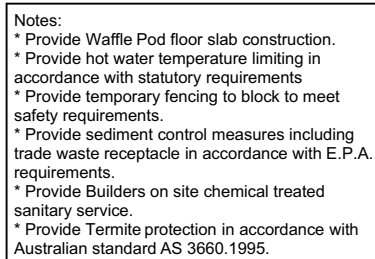 Notes:
* Provide Waffle Pod floor slab construction.
* Provide hot water temperature limiting in
accordance with statutory requirements
* Provide temporary fencing to block to meet
safety requirements.
* Provide sediment control measures including
trade waste receptacle in accordance with E.P.A.
requirements.
* Provide Builders on site chemical treated
sanitary service.
* Provide Termite protection in accordance with
Australian standard AS 3660.1995.